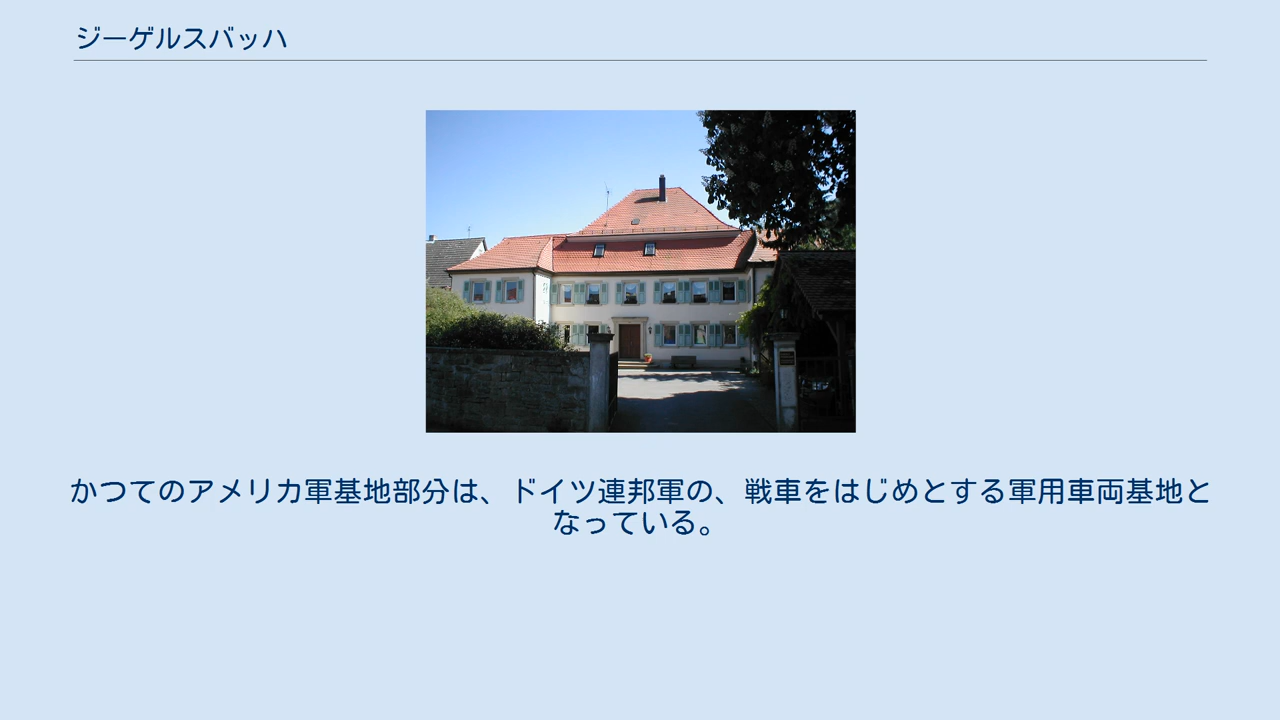 ジーゲルスバッハ
かつてのアメリカ軍基地部分は、ドイツ連邦軍の、戦車をはじめとする軍用車両基地と
なっている。